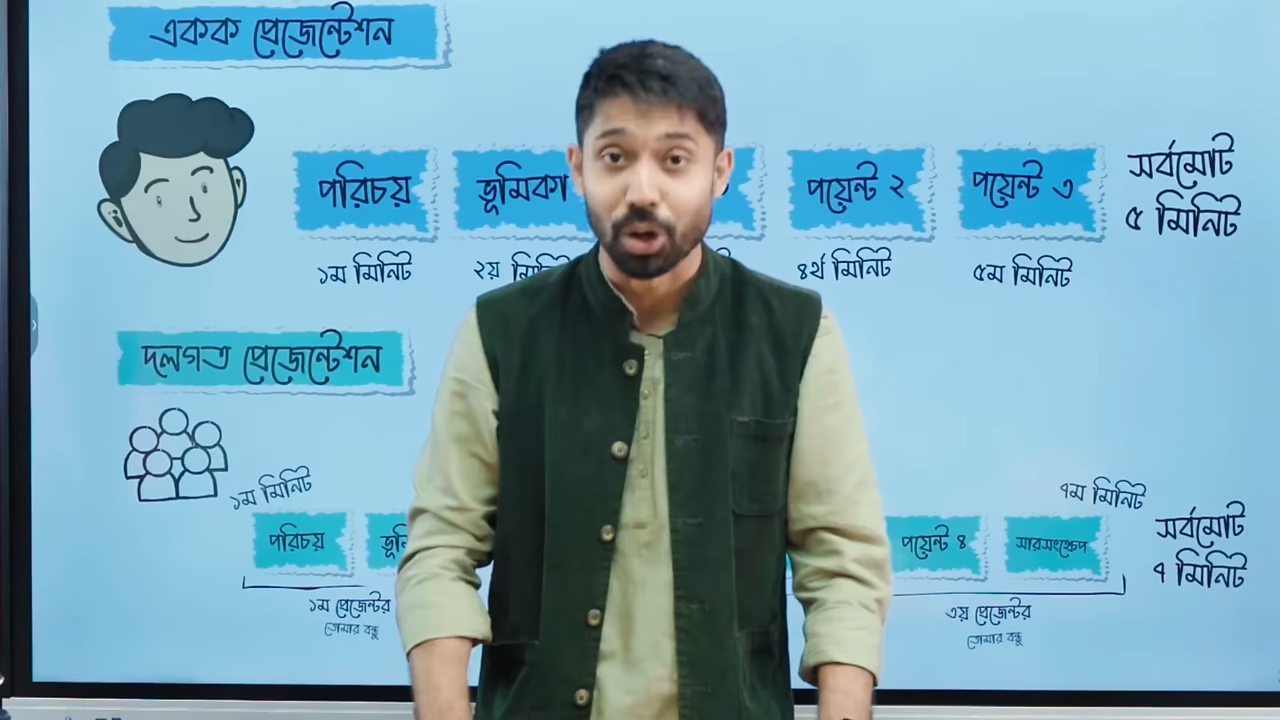 একক প্রেজেন্টেশন
পরিচয় ভূমিকা পয়েন্ট ২ পয়েন্ট ৩ সর্বমোট
৫ মিনিট
১ম মিনিট ২য় ৪র্থ মিনিট ৫ম মিনিট
দলগত প্রেজেন্টেশন
১ম মিনিট ৭ম মিনিট
পরিচয় পয়েন্ট ৪ সারসংক্ষেপ সর্বমোট
৭ মিনিট
১ম প্রেজেন্টর ৩য় প্রেজেন্টর
তোমার বন্ধু তোমার বন্ধু